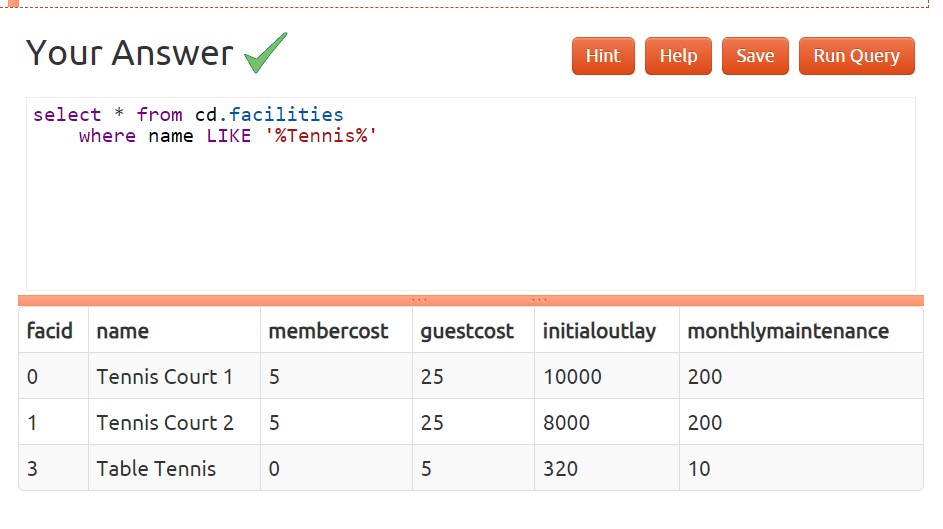 Your Answer
Hint Help Save Run Query
select * from cd.facilities
where name LIKE '%Tennis%'
facid name membercost guestcost initialoutlay monthlymaintenance
0 Tennis Court 1 5 25 10000 200
1 Tennis Court 2 5 25 8000 200
3 Table Tennis 0 5 320 10